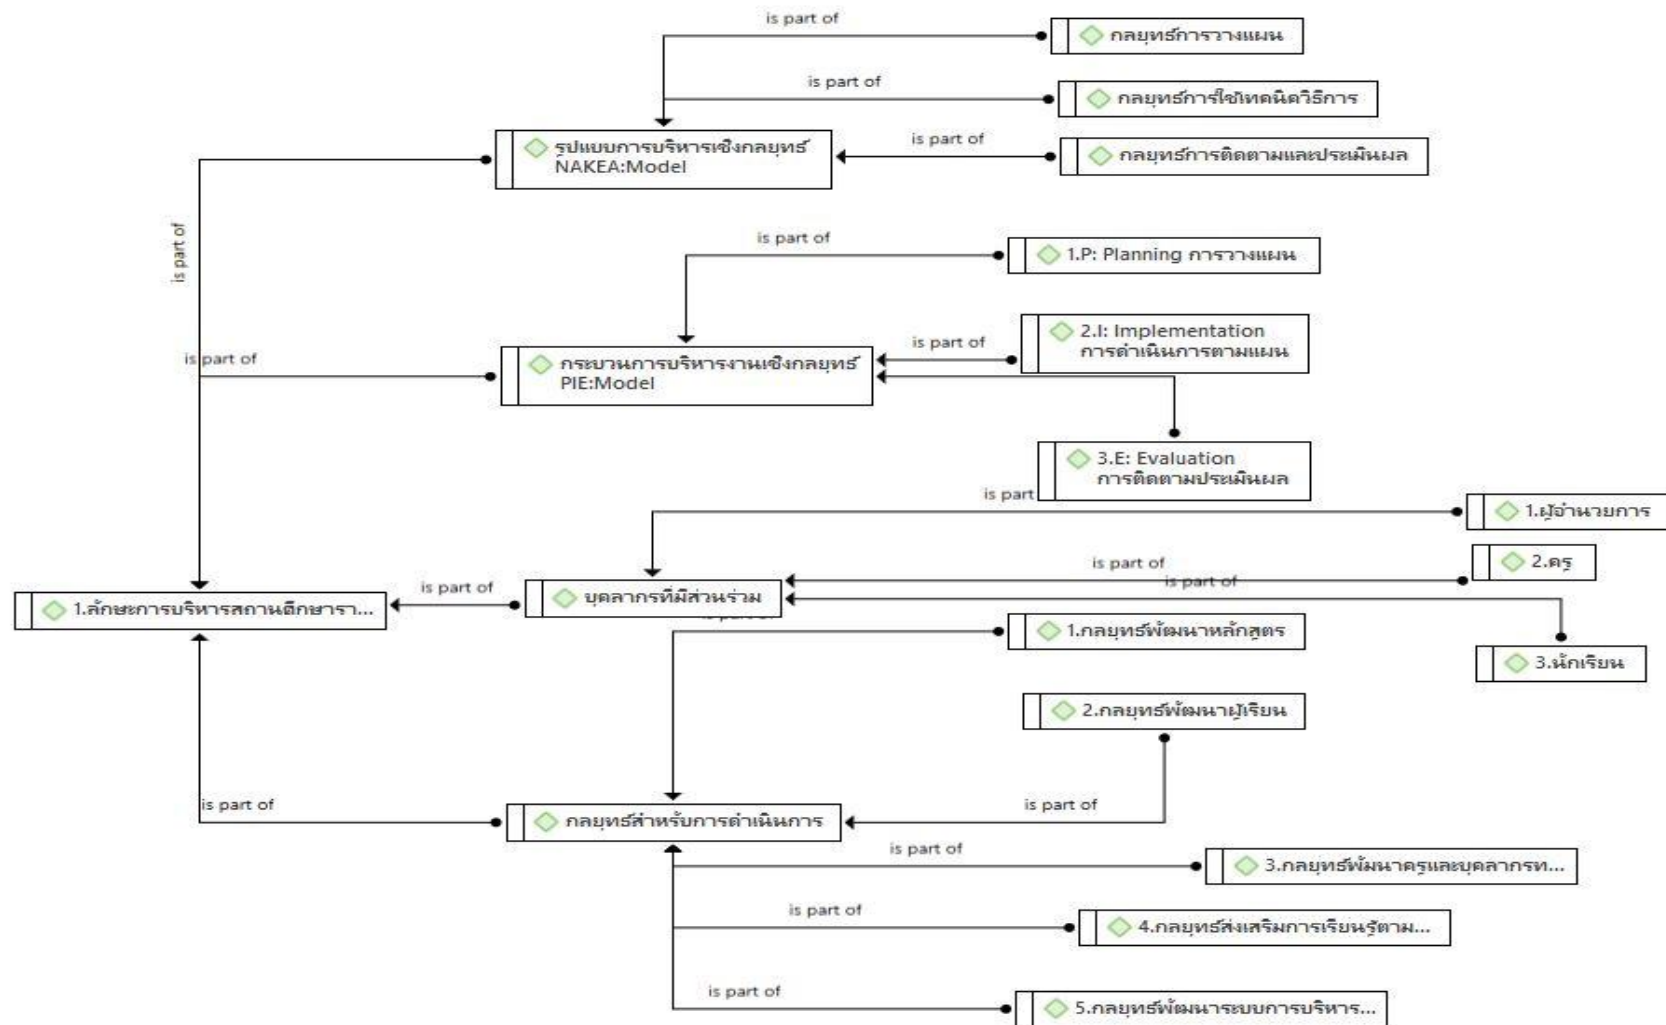 is part of
กลยุทธ์การวางแผน
is part of
กลยุทธ์การใช้เทคนิควิธีการ
is part of
กลยุทธ์การติดตามและประเมินผล
รูปแบบการบริหารเชิงกลยุทธ์
NAKEA:Model
is part of
is part of
1.P: Planning การวางแผน
is part of
2.I: Implementation
การดำเนินการตามแผน
is part of
กระบวนการบริหารงานเชิงกลยุทธ์
PIE:Model
3.E: Evaluation
การติดตามประเมินผล
is part
1.ผู้อำนวยการ
is part of
2.ครู
is part of
is part of
1.ลักษะการบริหารสถานศึกษารา...
บุคลากรที่มีส่วนร่วม
is part of
1.กลยุทธ์พัฒนาหลักสูตร
3.นักเรียน
2.กลยุทธ์พัฒนาผู้เรียน
is part of
is part of
กลยุทธ์สำหรับการดำเนินการ
is part of
3.กลยุทธ์พัฒนาครูและบุคลากรท...
is part of
4.กลยุทธ์ส่งเสริมการเรียนรู้ตาม...
is part of
5.กลยุทธ์พัฒนาระบบการบริหาร...